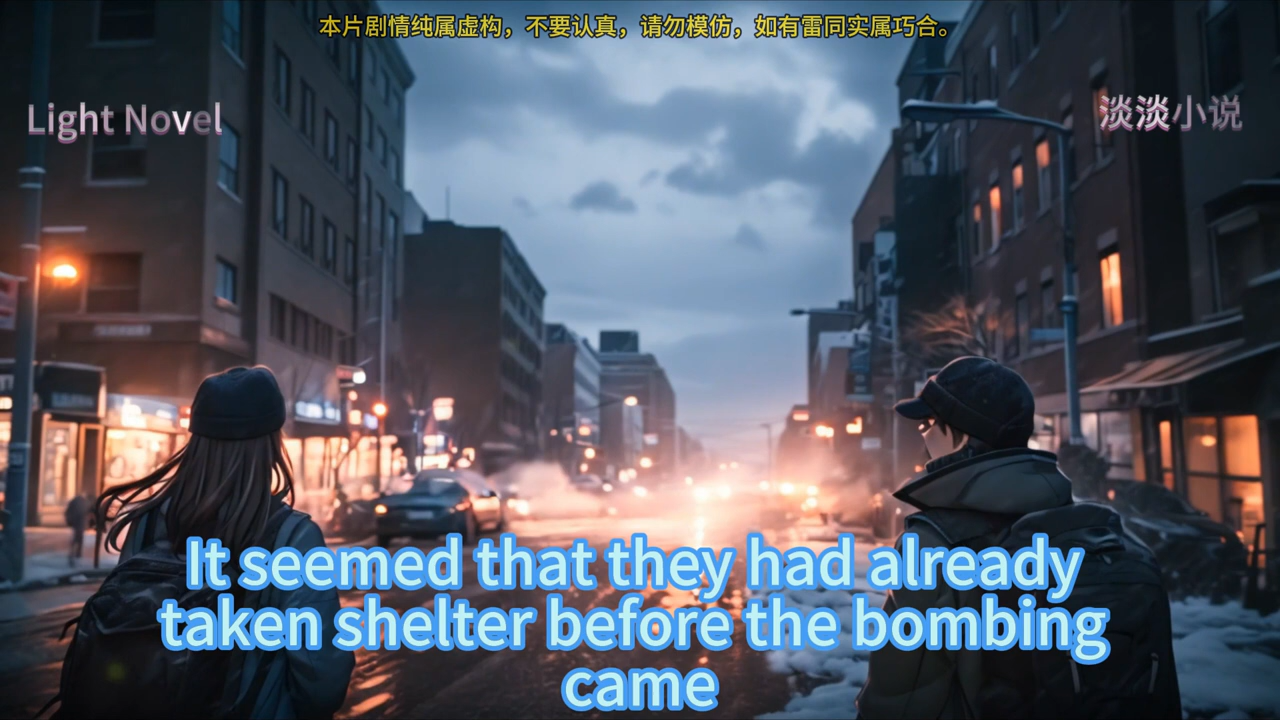 本片剧情纯属虚构，不要认真，请勿模仿，如有雷同实属巧合。
Light Novel
淡淡小说
It seemed that they had already
taken shelter before the bombing
came